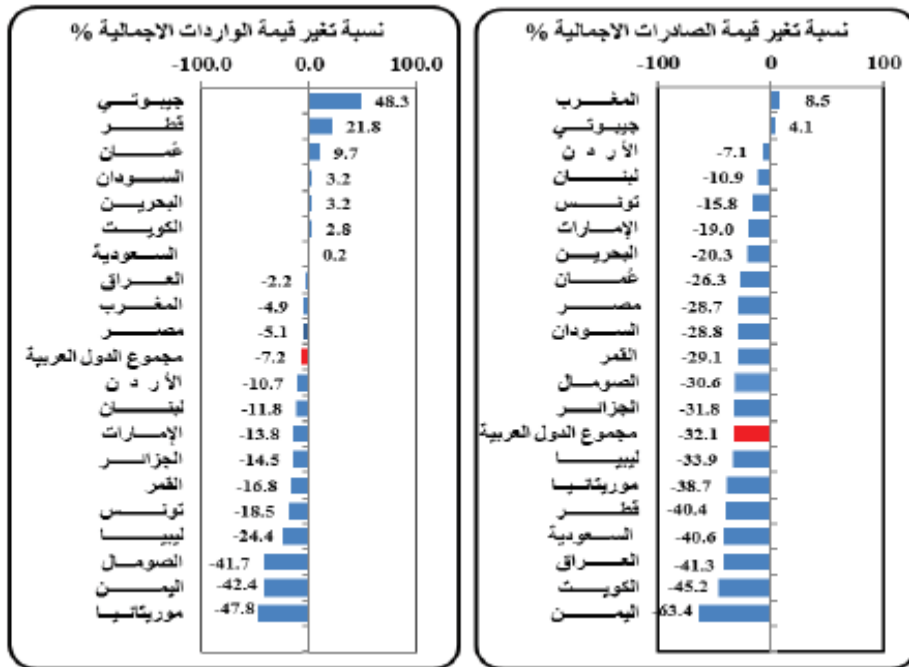 نسبة تغير قيمة الصادرات الاجمالية %
-100 0 100
المغرب 8.5
جيبوتي 4.1
الأردن -7.1
لبنان -10.9
تونس -15.8
الإمارات -19.0
البحرين -20.3
عُمان -26.3
مصر -28.7
السودان -28.8
القمر -29.1
الصومال -30.6
الجزائر -31.8
مجموع الدول العربية -32.1
ليبيا -33.9
موريتانيا -38.7
قطر -40.4
السعودية -40.6
العراق -41.3
الكويت -45.2
اليمن -63.4
نسبة تغير قيمة الواردات الاجمالية %
-100.0 0.0 100.0
جيبوتي 48.3
قطر 21.8
عُمان 9.7
السودان 3.2
البحرين 3.2
الكويت 2.8
السعودية 0.2
العراق -2.2
المغرب -4.9
مصر -5.1
مجموع الدول العربية -7.2
الأردن -10.7
لبنان -11.8
الإمارات -13.8
الجزائر -14.5
القمر -16.8
تونس -18.5
ليبيا -24.4
الصومال -41.7
اليمن -42.4
موريتانيا -47.8